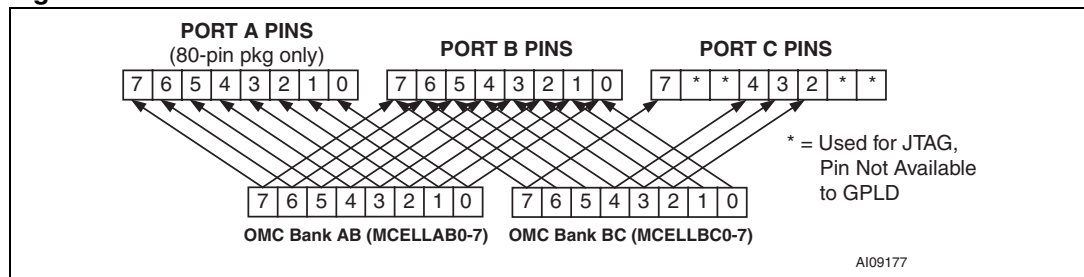 PORT A PINS
(80-pin pkg only)
PORT B PINS
PORT C PINS
7 6 5 4 3 2 1 0
7 6 5 4 3 2 1 0
7 * * 4 3 2 * *
* = Used for JTAG,
Pin Not Available
to GPLD
7 6 5 4 3 2 1 0
7 6 5 4 3 2 1 0
OMC Bank AB (MCELLAB0-7)
OMC Bank BC (MCELLBC0-7)
AI09177